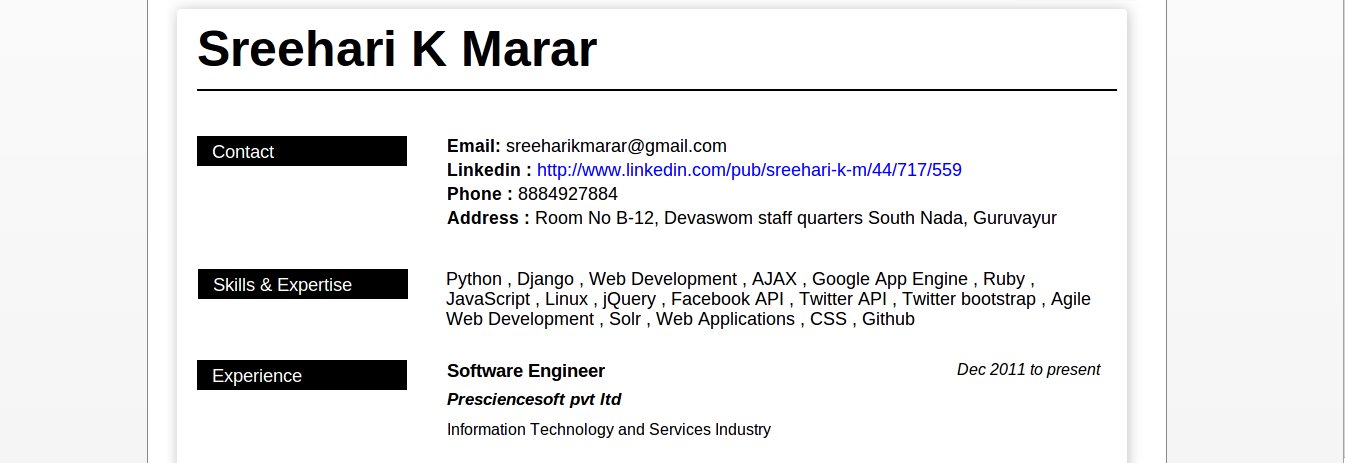 Sreehari K Marar
Contact
Email: sreeharikmarar@gmail.com
Linkedin : http://www.linkedin.com/pub/sreehari-k-m/44/717/559
Phone : 8884927884
Address : Room No B-12, Devaswom staff quarters South Nada, Guruvayur
Skills & Expertise
Python , Django , Web Development , AJAX , Google App Engine , Ruby ,
JavaScript , Linux , jQuery , Facebook API , Twitter API , Twitter bootstrap , Agile
Web Development , Solr , Web Applications , CSS , Github
Experience
Software Engineer
Dec 2011 to present
Presciencesoft pvt ltd
Information Technology and Services Industry